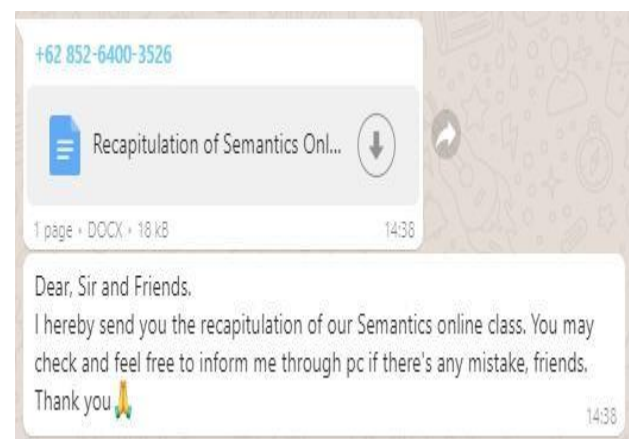 +62 852-6400-3526
Recapitulation of Semantics Onl...
1 page • DOCX • 18 kB 14:38
Dear, Sir and Friends.
I hereby send you the recapitulation of our Semantics online class. You may
check and feel free to inform me through pc if there's any mistake, friends.
Thank you🙏
14:38